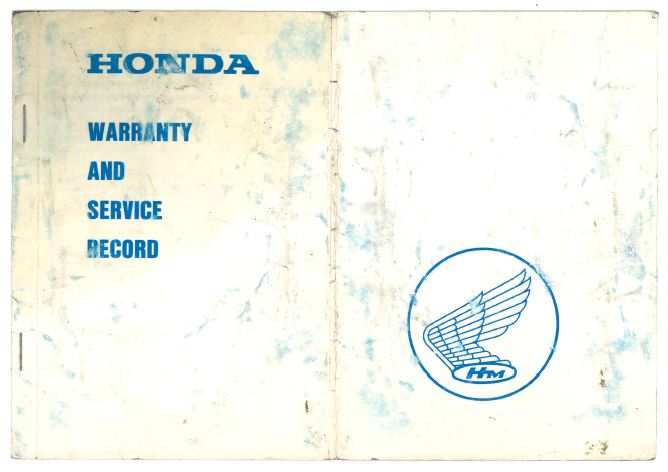 HONDA
WARRANTY
AND
SERVICE
RECORD
HM